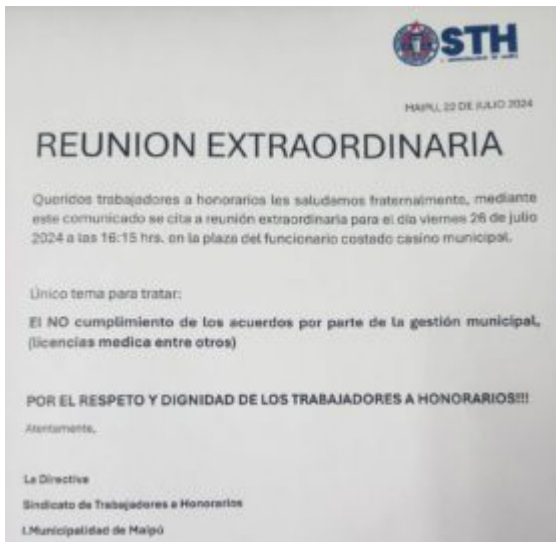 STH
MAIPU, 22 DE JULIO 2024
REUNION EXTRAORDINARIA
Queridos trabajadores a honorarios les saludamos fraternalmente, mediante
este comunicado se cita a reunión extraordinaria para el día viernes 26 de julio
2024 a las 16:15 hrs. en la plaza del funcionario costado casino municipal.
Único tema para tratar:
El NO cumplimiento de los acuerdos por parte de la gestión municipal,
(licencias medica entre otros)
POR EL RESPETO Y DIGNIDAD DE LOS TRABAJADORES A HONORARIOS!!!
Atentamente,
La Directiva
Sindicato de Trabajadores a Honorarios
I.Municipalidad de Maipú